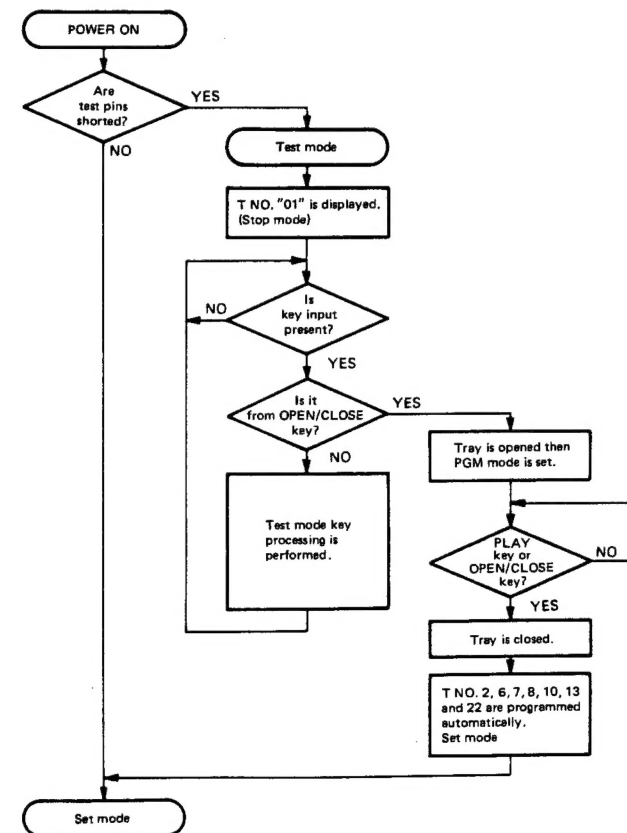 POWER ON
Are
test pins
shorted?
YES
NO
Test mode
T NO. "01" is displayed.
(Stop mode)
Is
key input
present?
NO
YES
Is it
from OPEN/CLOSE
key?
YES
NO
Tray is opened then
PGM mode is set.
Test mode key
processing is
performed.
PLAY
key or
OPEN/CLOSE
key?
NO
YES
Tray is closed.
T NO. 2, 6, 7, 8, 10, 13
and 22 are programmed
automatically.
Set mode
Set mode